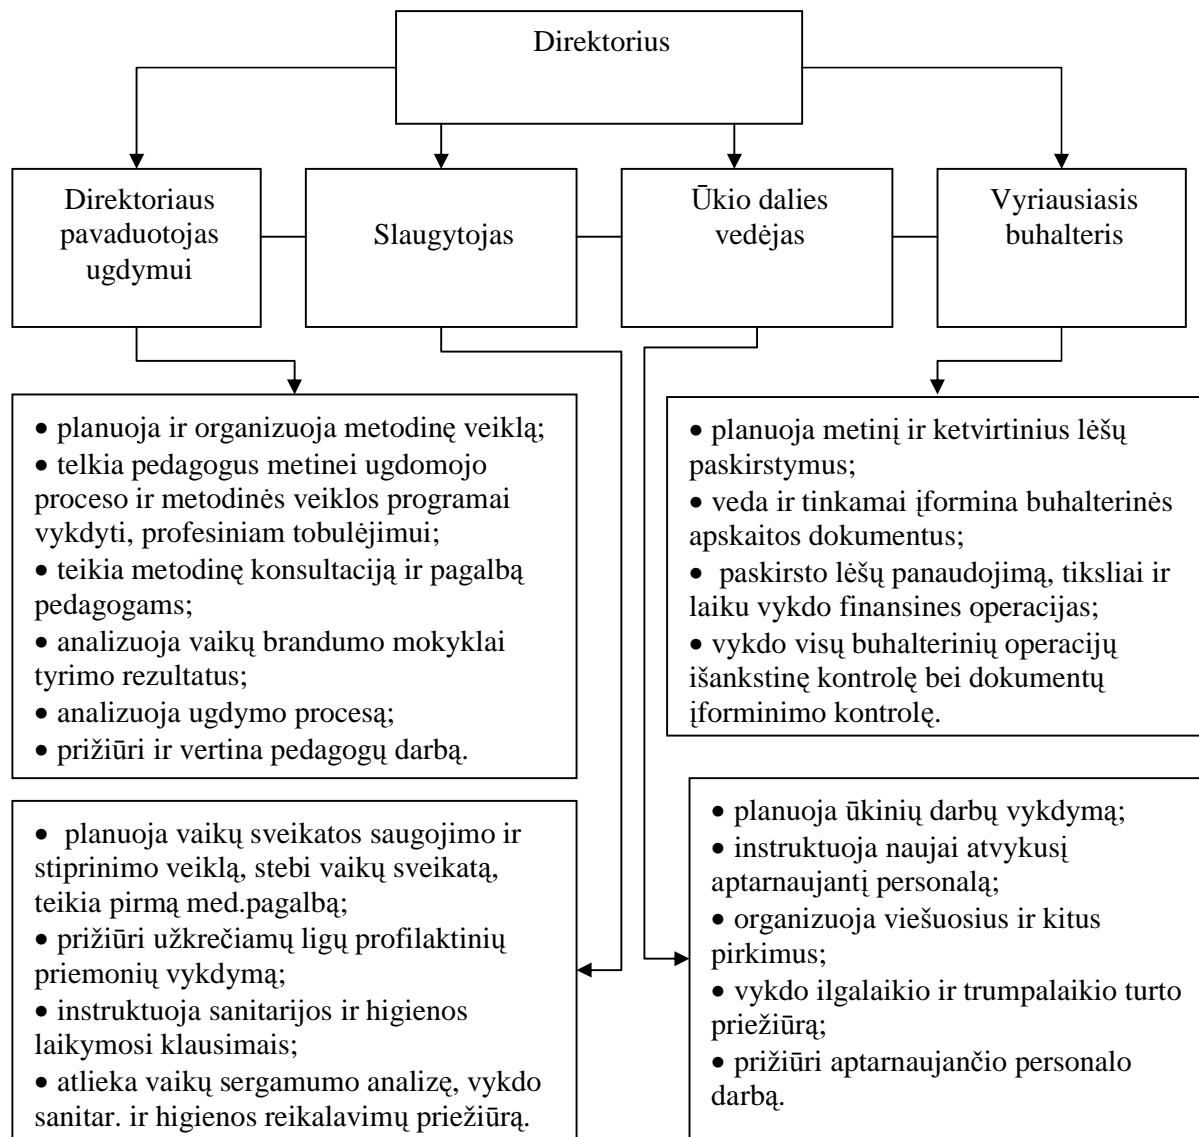 Direktorius
Direktoriaus
pavaduotojas
ugdymui
Slaugytojas
Ūkio dalies
vedėjas
Vyriausiasis
buhalteris
• planuoja ir organizuoja metodinę veiklą;
• telkia pedagogus metinei ugdomojo
proceso ir metodinės veiklos programai
vykdyti, profesiniam tobulėjimui;
• teikia metodinę konsultaciją ir pagalbą
pedagogams;
• analizuoja vaikų brandumo mokyklai
tyrimo rezultatus;
• analizuoja ugdymo procesą;
• prižiūri ir vertina pedagogų darbą.
• planuoja metinį ir ketvirtinius lėšų
paskirstymus;
• veda ir tinkamai įformina buhalterinės
apskaitos dokumentus;
• paskirsto lėšų panaudojimą, tiksliai ir
laiku vykdo finansines operacijas;
• vykdo visų buhalterinių operacijų
išankstinę kontrolę bei dokumentų
įforminimo kontrolę.
• planuoja vaikų sveikatos saugojimo ir
stiprinimo veiklą, stebi vaikų sveikatą,
teikia pirmą med.pagalbą;
• prižiūri užkrečiamų ligų profilaktinių
priemonių vykdymą;
• instruktuoja sanitarijos ir higienos
laikymosi klausimais;
• atlieka vaikų sergamumo analizę, vykdo
sanitar. ir higienos reikalavimų priežiūrą.
• planuoja ūkinių darbų vykdymą;
• instruktuoja naujai atvykusį
aptarnaujantį personalą;
• organizuoja viešuosius ir kitus
pirkimus;
• vykdo ilgalaikio ir trumpalaikio turto
priežiūrą;
• prižiūri aptarnaujančio personalo
darbą.